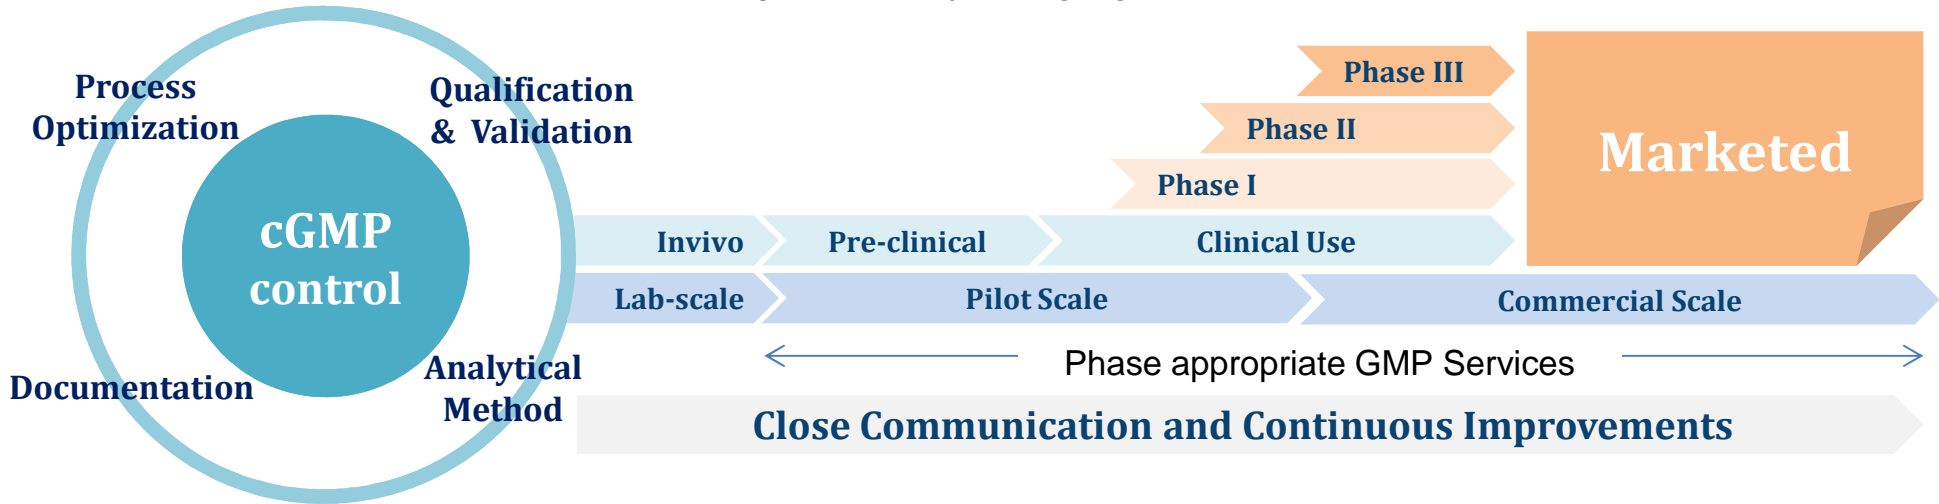 Process
Optimization
Qualification
& Validation
cGMP
control
Documentation
Analytical
Method
Phase III
Phase II
Phase I
Marketed
Invivo
Pre-clinical
Clinical Use
Lab-scale
Pilot Scale
Commercial Scale
Phase appropriate GMP Services
Close Communication and Continuous Improvements